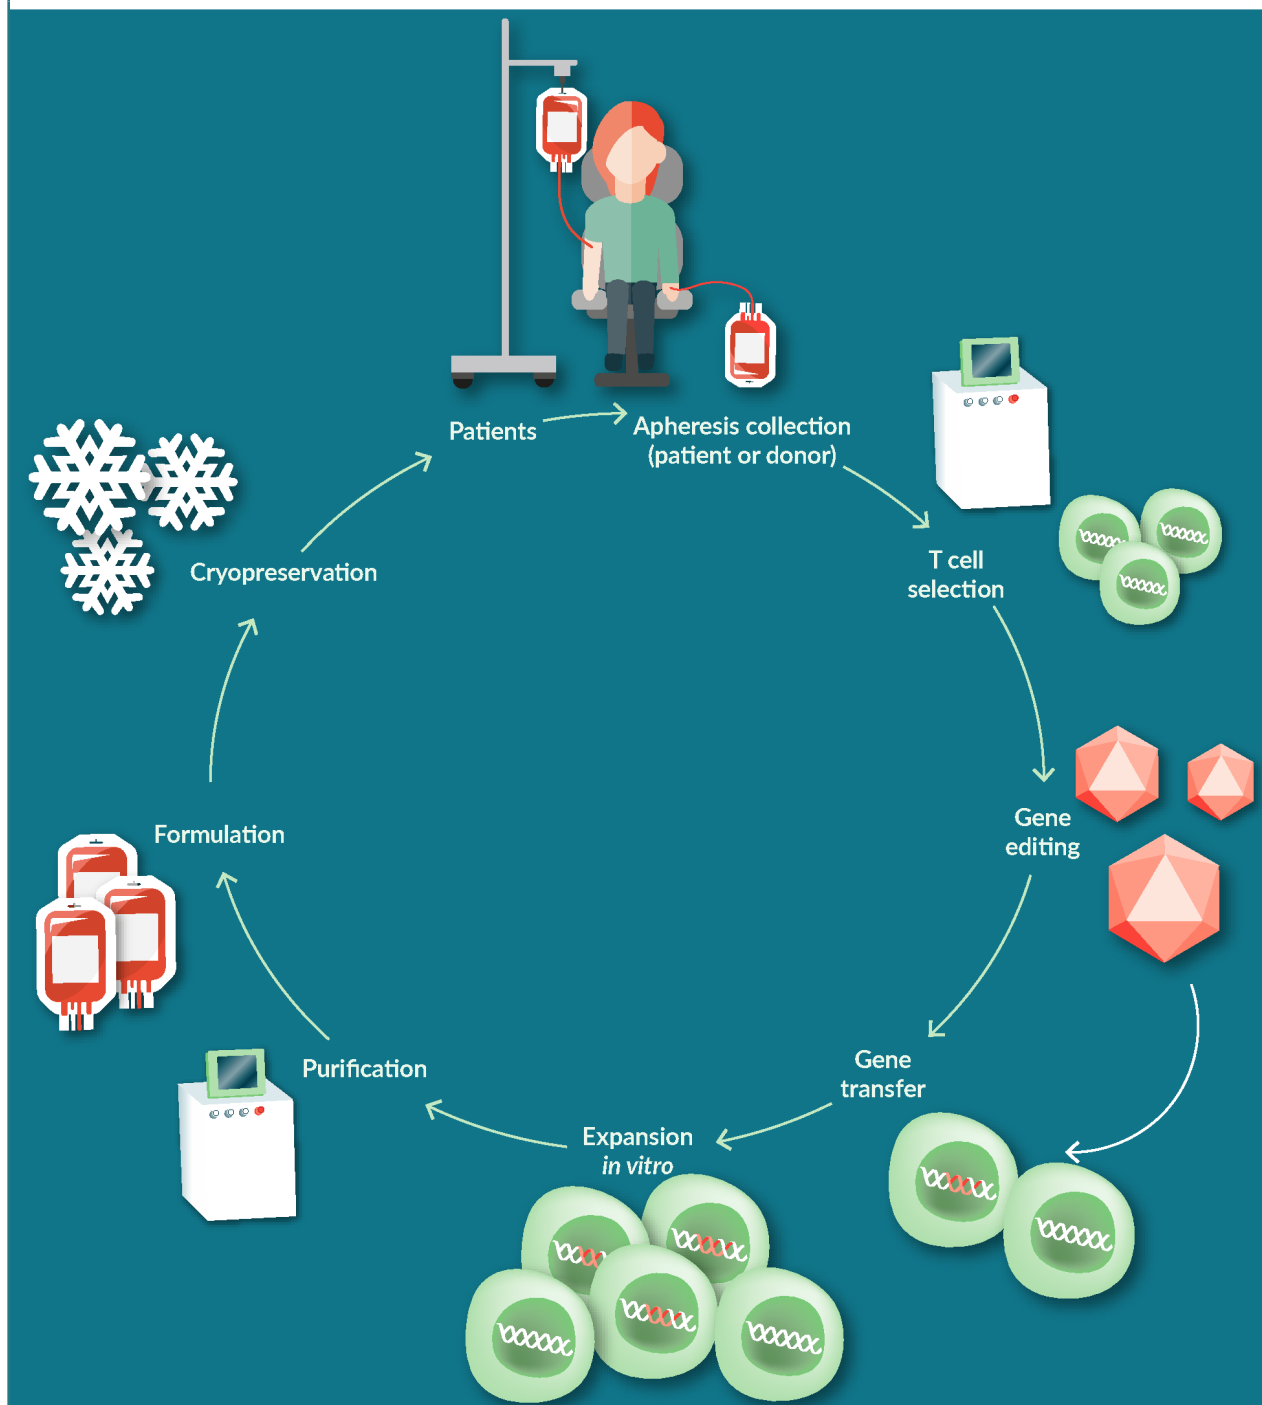 Patients
Apheresis collection
(patient or donor)
T cell
selection
Gene
editing
Gene
transfer
Expansion
in vitro
Purification
Formulation
Cryopreservation